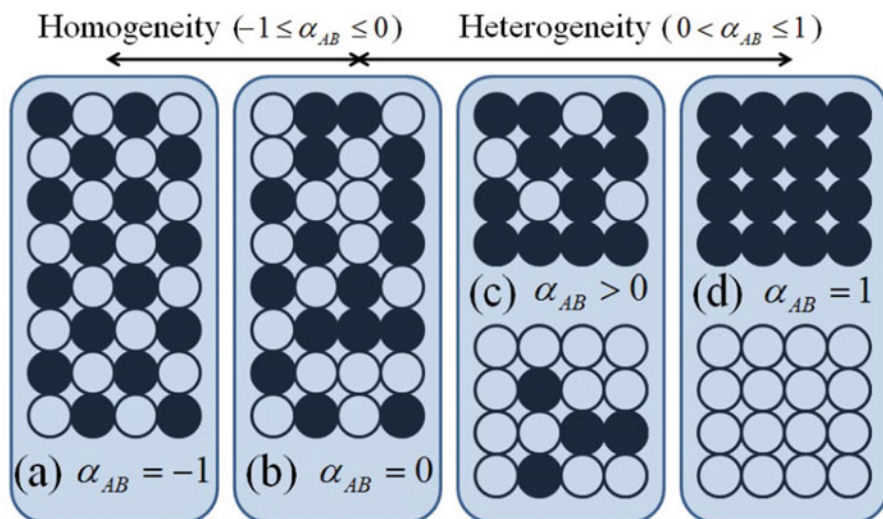 Homogeneity (−1 ≤ α_AB ≤ 0)
Heterogeneity (0 < α_AB ≤ 1)
(c) α_AB > 0
(d) α_AB = 1
(a) α_AB = −1
(b) α_AB = 0